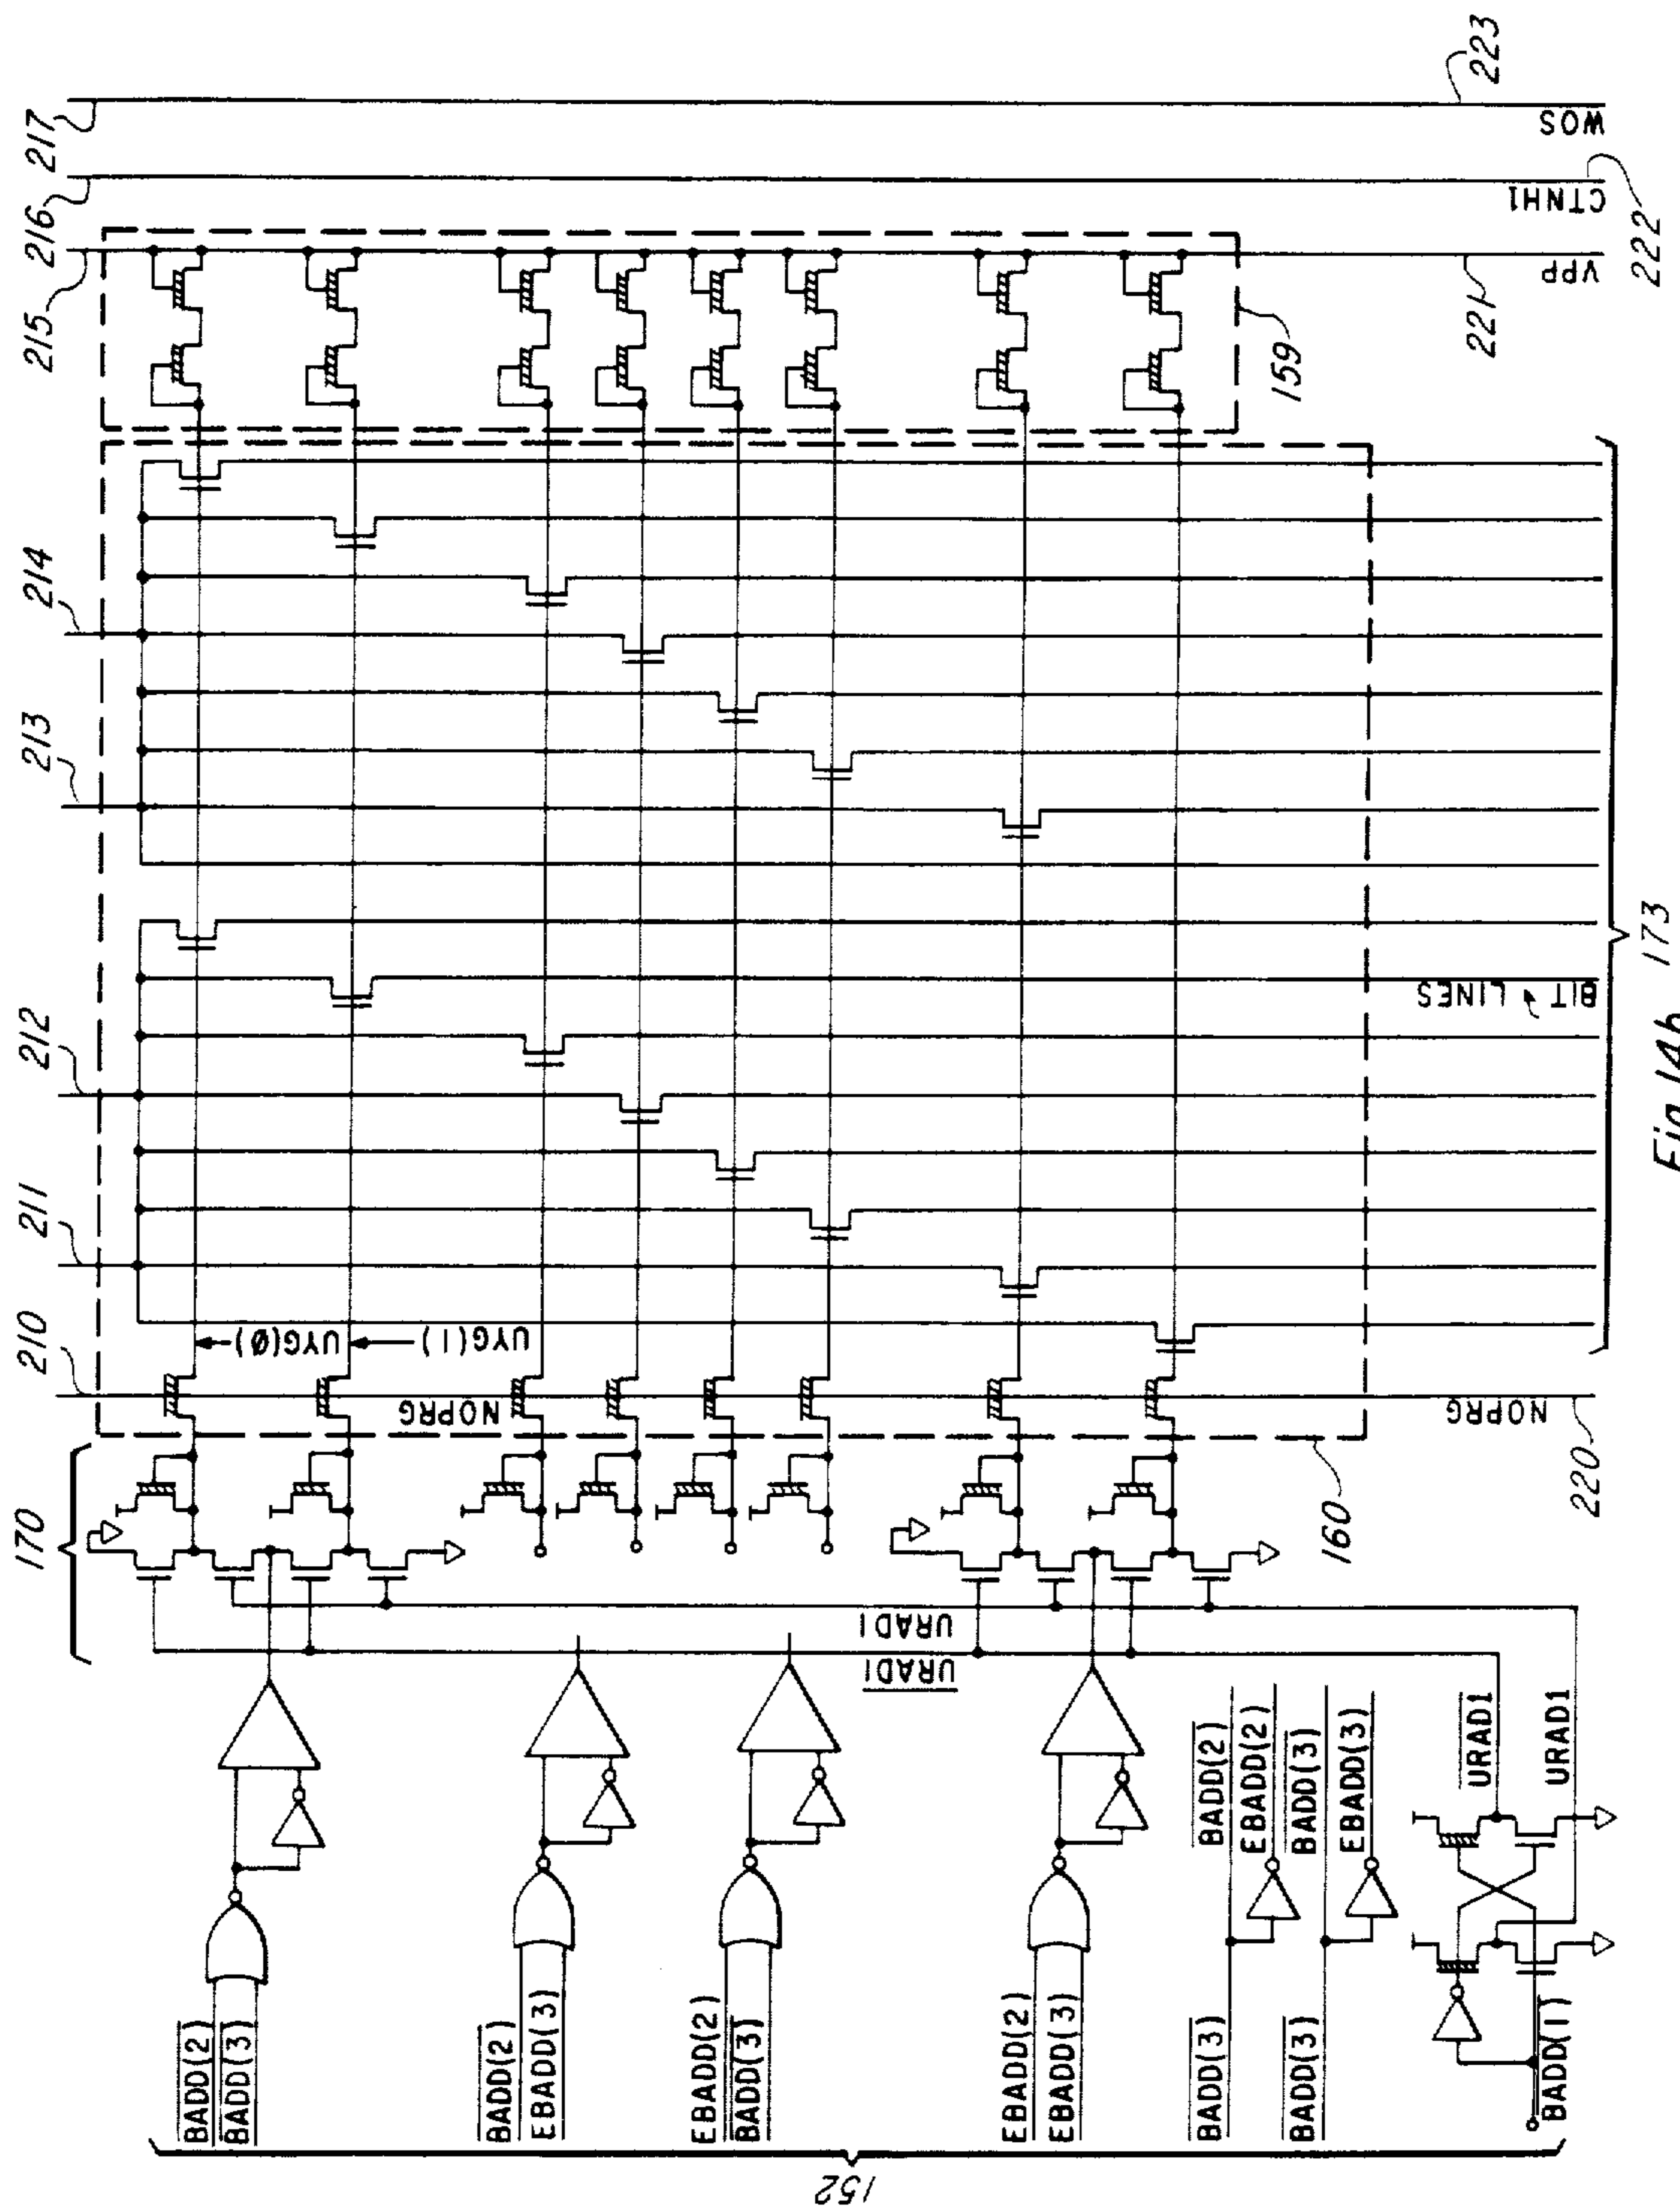 210
211
212
213
214
215
216
217
170
UYG(Ø)
UYG(1)
NOPRG
URAD1
URAD1
BADD(2)
BADD(3)
BADD(2)
EBADD(3)
EBADD(2)
BADD(3)
EBADD(2)
EBADD(3)
BADD(3)
BADD(2)
EBADD(2)
BADD(3)
BADD(3)
EBADD(3)
BADD(1)
URAD1
URAD1
152
160
NOPRG
220
BIT LINES
173
159
VPP
221
CTNH1
222
WOS
223
Fig. 14b